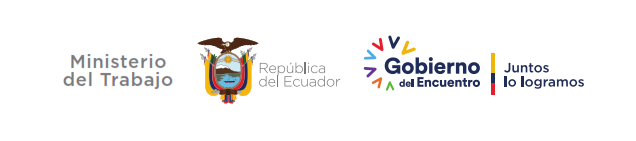 Ministerio
del Trabajo
República
del Ecuador
Gobierno
del Encuentro
Juntos
lo logramos